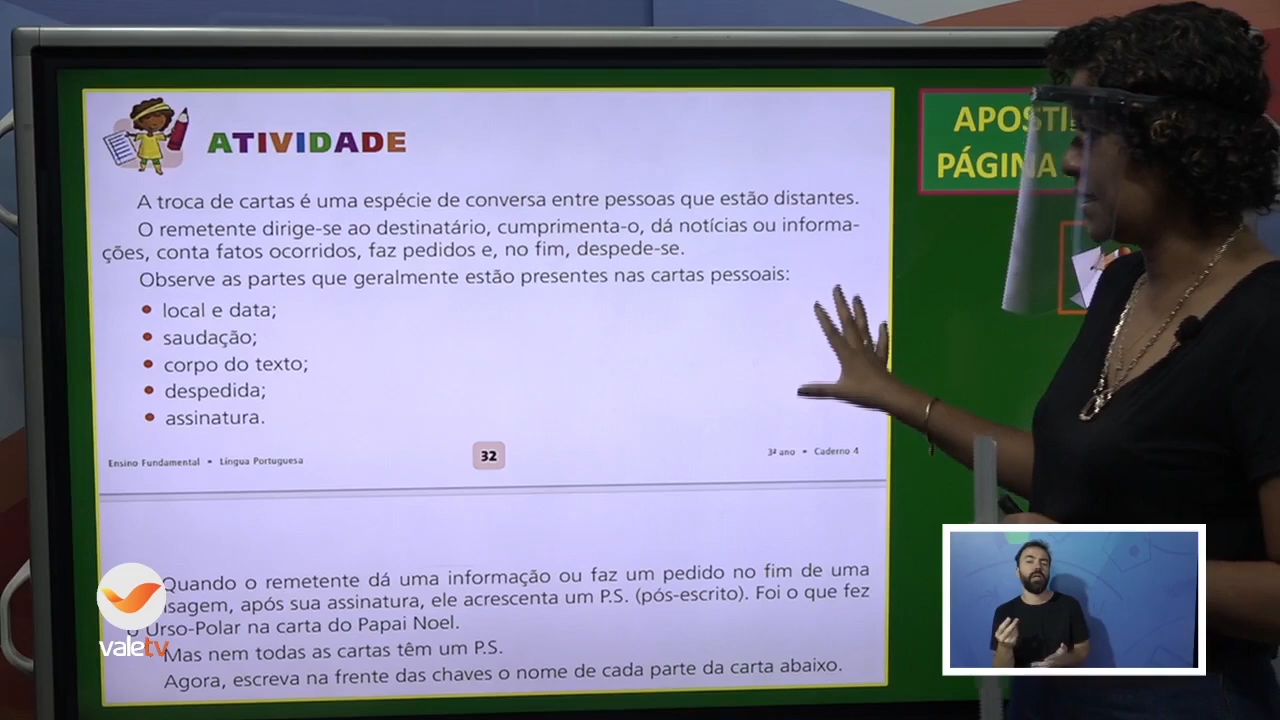 ATIVIDADE
A troca de cartas é uma espécie de conversa entre pessoas que estão distantes.
O remetente dirige-se ao destinatário, cumprimenta-o, dá notícias ou informa-
ções, conta fatos ocorridos, faz pedidos e, no fim, despede-se.
Observe as partes que geralmente estão presentes nas cartas pessoais:
• local e data;
• saudação;
• corpo do texto;
• despedida;
• assinatura.
Ensino Fundamental • Língua Portuguesa
32
3º ano • Caderno 4
Quando o remetente dá uma informação ou faz um pedido no fim de uma
após sua assinatura, ele acrescenta um P.S. (pós-escrito). Foi o que fez
o Urso-Polar na carta do Papai Noel.
Mas nem todas as cartas têm um P.S.
Agora, escreva na frente das chaves o nome de cada parte da carta abaixo.
PÁGINA
valetv